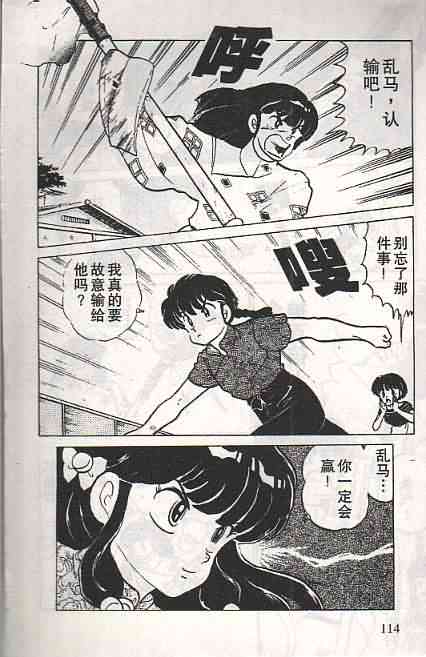 乱马，认
输吧！
呼
别忘了那
件事！
嗖
我真的要
故意输给
他吗？
乱马…
你一定会
赢！
114